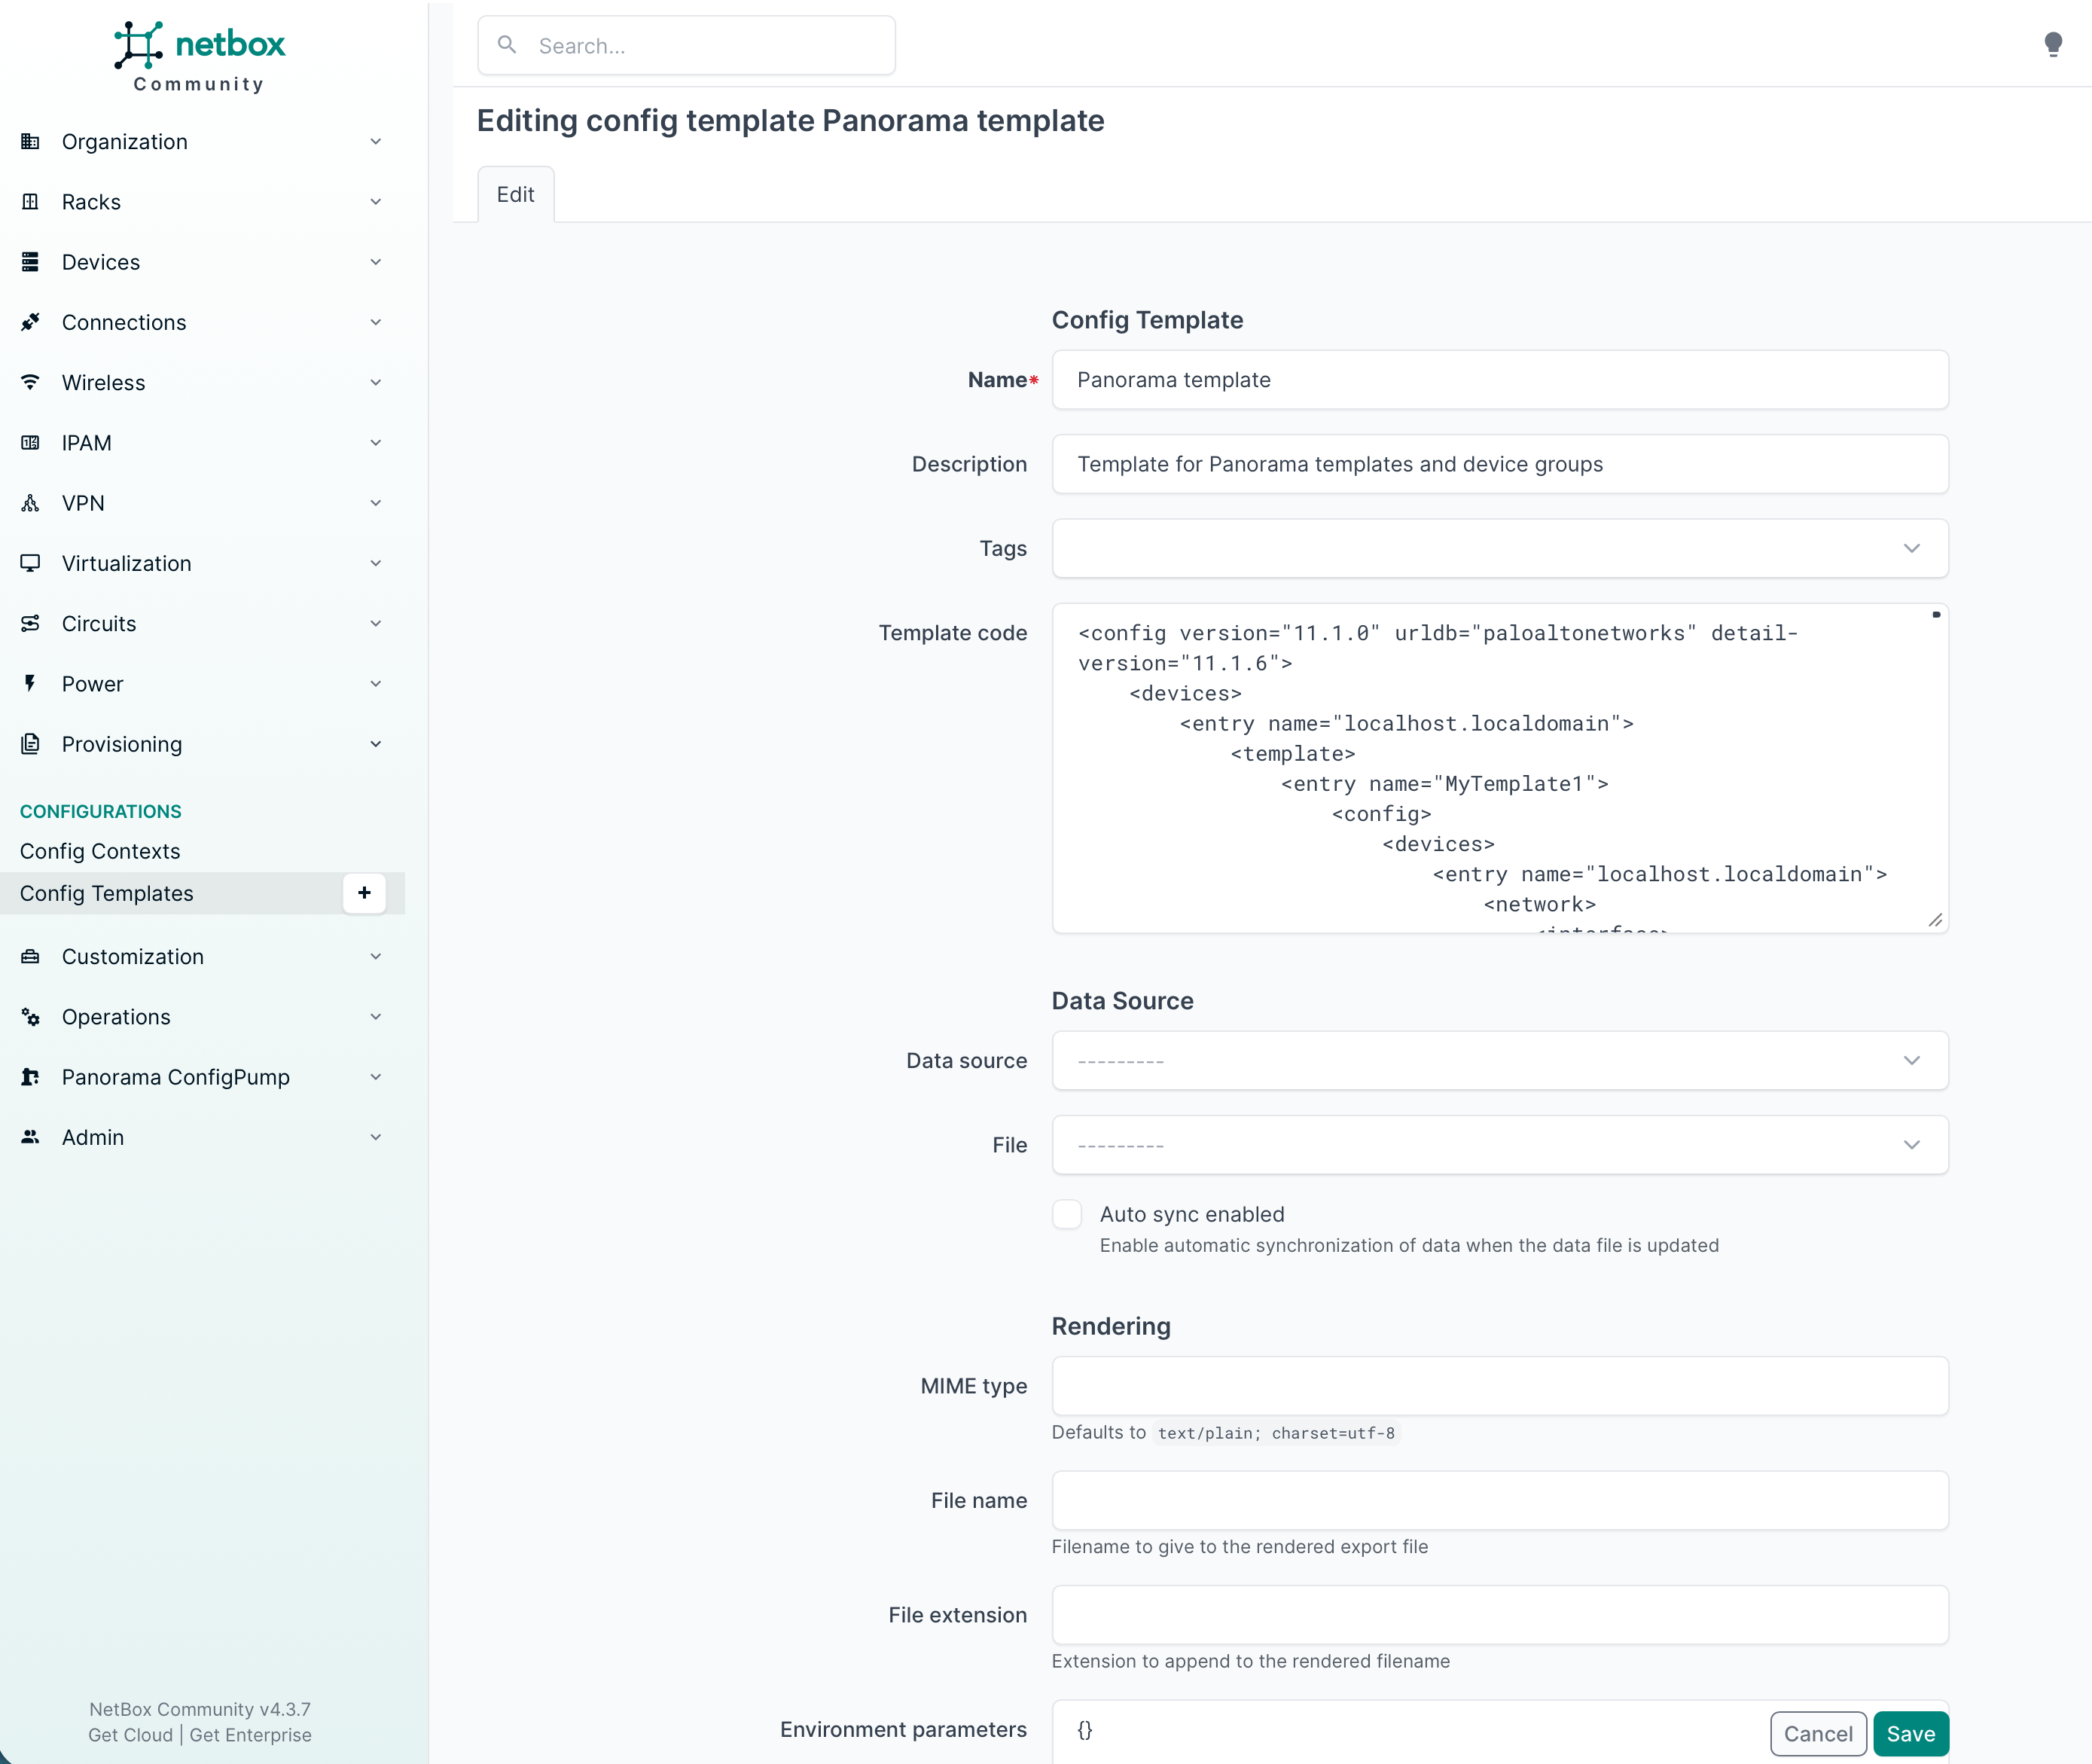 netbox
Community
Search...
Organization
Racks
Devices
Connections
Wireless
IPAM
VPN
Virtualization
Circuits
Power
Provisioning
CONFIGURATIONS
Config Contexts
Config Templates
+
Customization
Operations
Panorama ConfigPump
Admin
NetBox Community v4.3.7
Get Cloud | Get Enterprise
Editing config template Panorama template
Edit
Config Template
Name* Panorama template
Description Template for Panorama templates and device groups
Tags
Template code
<config version="11.1.0" urldb="paloaltonetworks" detail-
version="11.1.6">
<devices>
<entry name="localhost.localdomain">
<template>
<entry name="MyTemplate1">
<config>
<devices>
<entry name="localhost.localdomain">
<network>
<interface>
Data Source
Data source ---------
File ---------
Auto sync enabled
Enable automatic synchronization of data when the data file is updated
Rendering
MIME type
Defaults to text/plain; charset=utf-8
File name
Filename to give to the rendered export file
File extension
Extension to append to the rendered filename
Environment parameters {}
Cancel Save